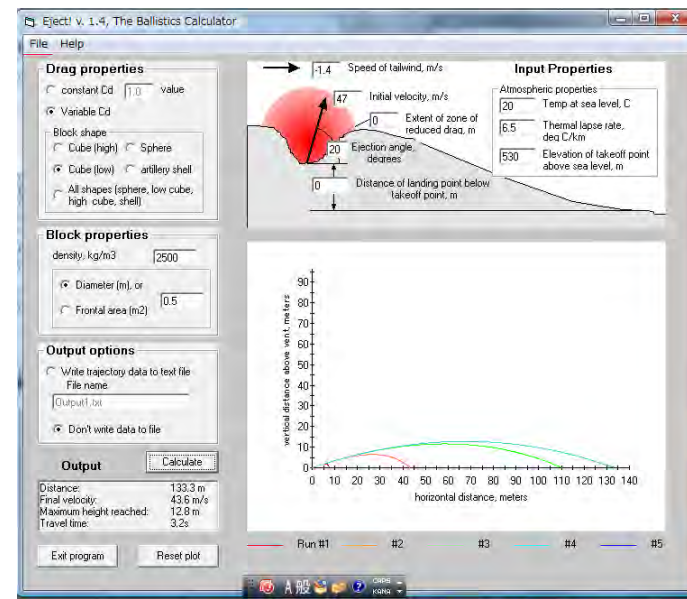 Eject! v. 1.4, The Ballistics Calculator
File Help
Drag properties
constant Cd 1.0 value
Variable Cd
Block shape
Cube (high) Sphere
Cube (low) artillery shell
All shapes (sphere, low cube,
high cube, shell)
Block properties
density, kg/m3 2500
Diameter (m), or
0.5
Frontal area (m2)
Output options
Write trajectory data to text file
File name
Output1.txt
Don't write data to file
Output
Calculate
Distance: 133.3 m
Final velocity: 43.6 m/s
Maximum height reached: 12.8 m
Travel time: 3.2s
Exit program
Reset plot
-1.4 Speed of tailwind, m/s
47 Initial velocity, m/s
0 Extent of zone of
reduced drag, m
20 Ejection angle,
degrees
0 Distance of landing point below
takeoff point, m
Input Properties
Atmospheric properties
20 Temp at sea level, C
6.5 Thermal lapse rate,
deg C/km
530 Elevation of takeoff point
above sea level, m
vertical distance above vent, meters
90
80
70
60
50
40
30
20
10
0
0 10 20 30 40 50 60 70 80 90 100 110 120 130 140
horizontal distance, meters
Run #1 #2 #3 #4 #5
A 般 CAPS
KANA